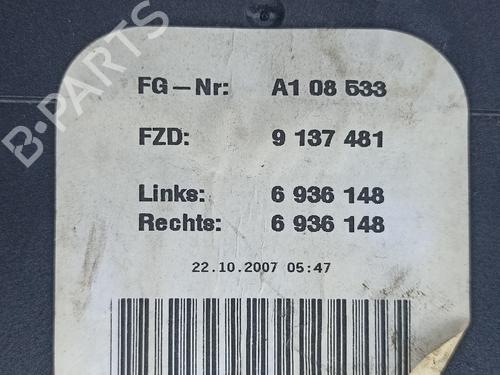 B-PARTS
FG-Nr: A1 08 533
FZD: 9 137 481
Links: 6 936 148
Rechts: 6 936 148
22.10.2007 05:47